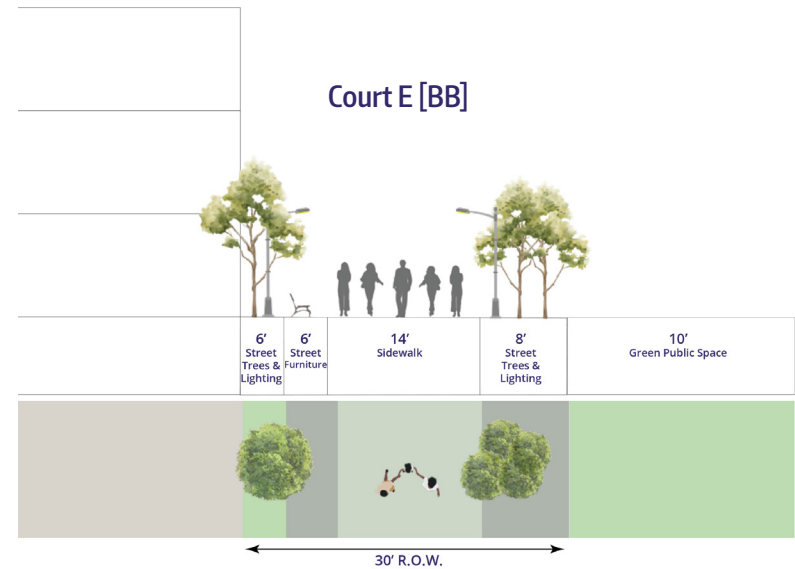 Court E [BB]
6’
Street
Trees &
Lighting
6’
Street
Furniture
14’
Sidewalk
8’
Street
Trees &
Lighting
10’
Green Public Space
30’ R.O.W.